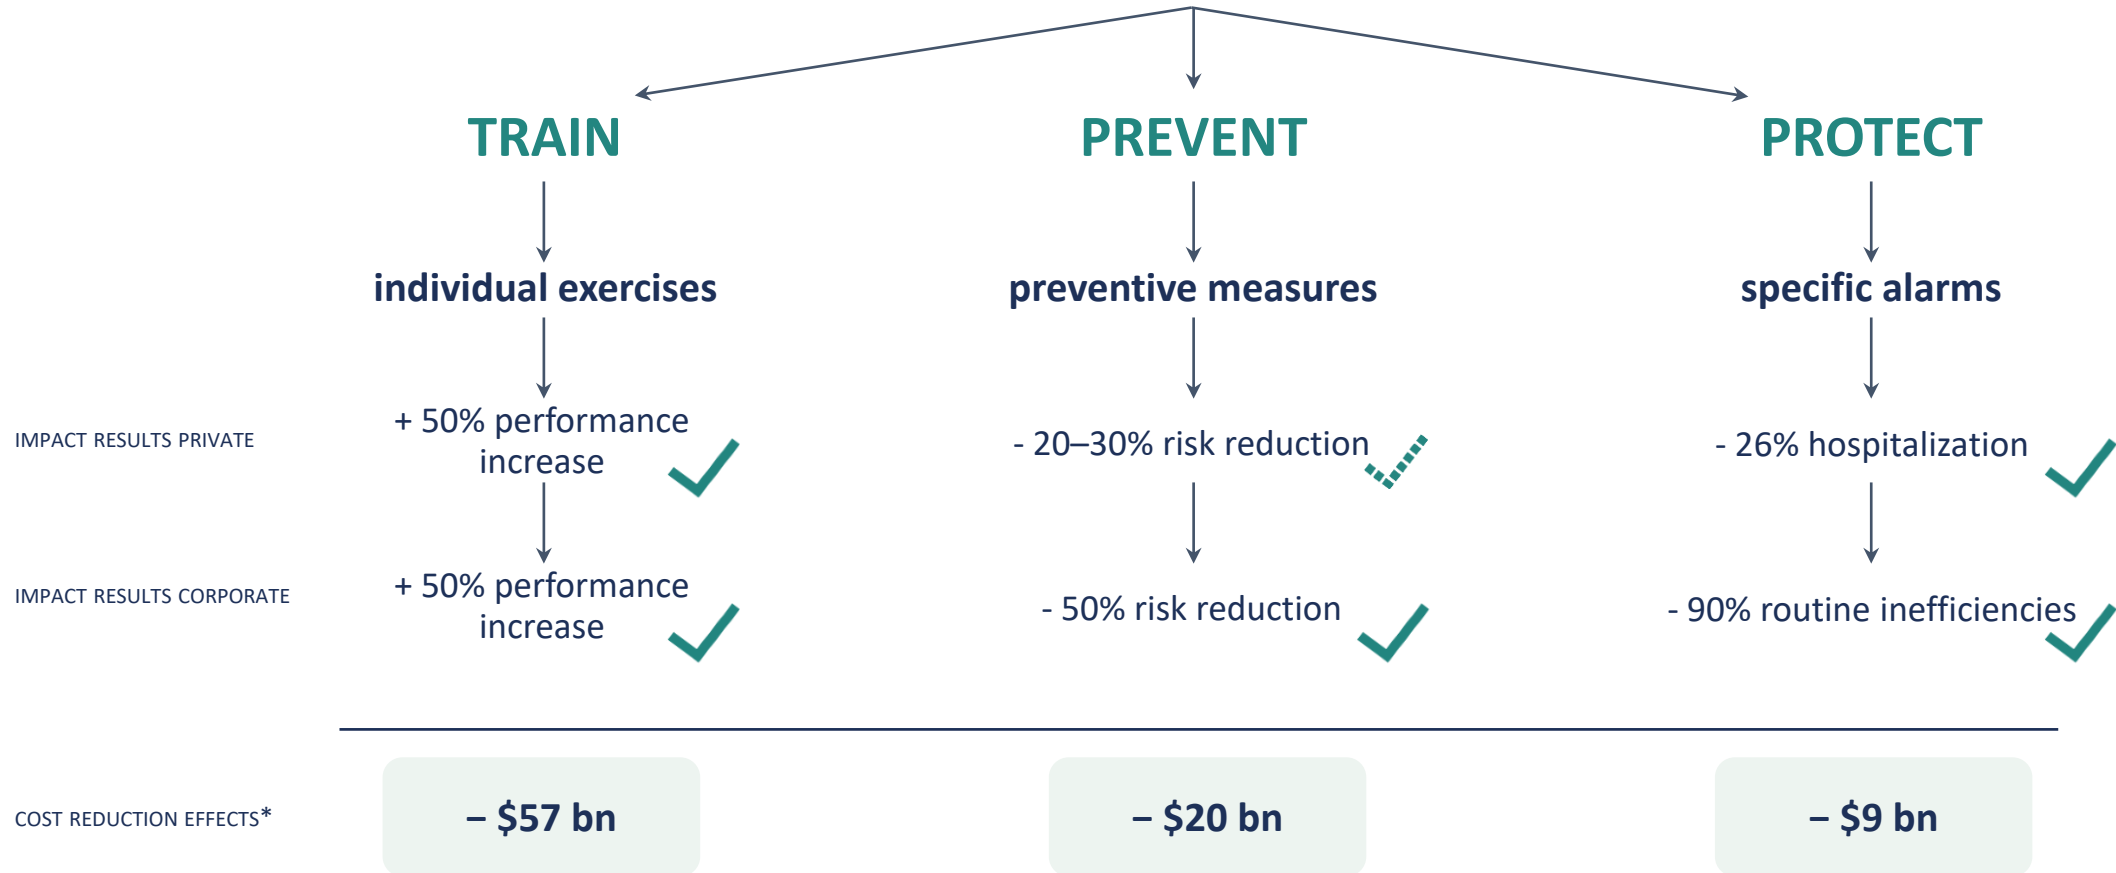 TRAIN
PREVENT
PROTECT
individual exercises
preventive measures
specific alarms
IMPACT RESULTS PRIVATE
+ 50% performance
increase
- 20–30% risk reduction
- 26% hospitalization
IMPACT RESULTS CORPORATE
+ 50% performance
increase
- 50% risk reduction
- 90% routine inefficiencies
COST REDUCTION EFFECTS*
– $57 bn
– $20 bn
– $9 bn